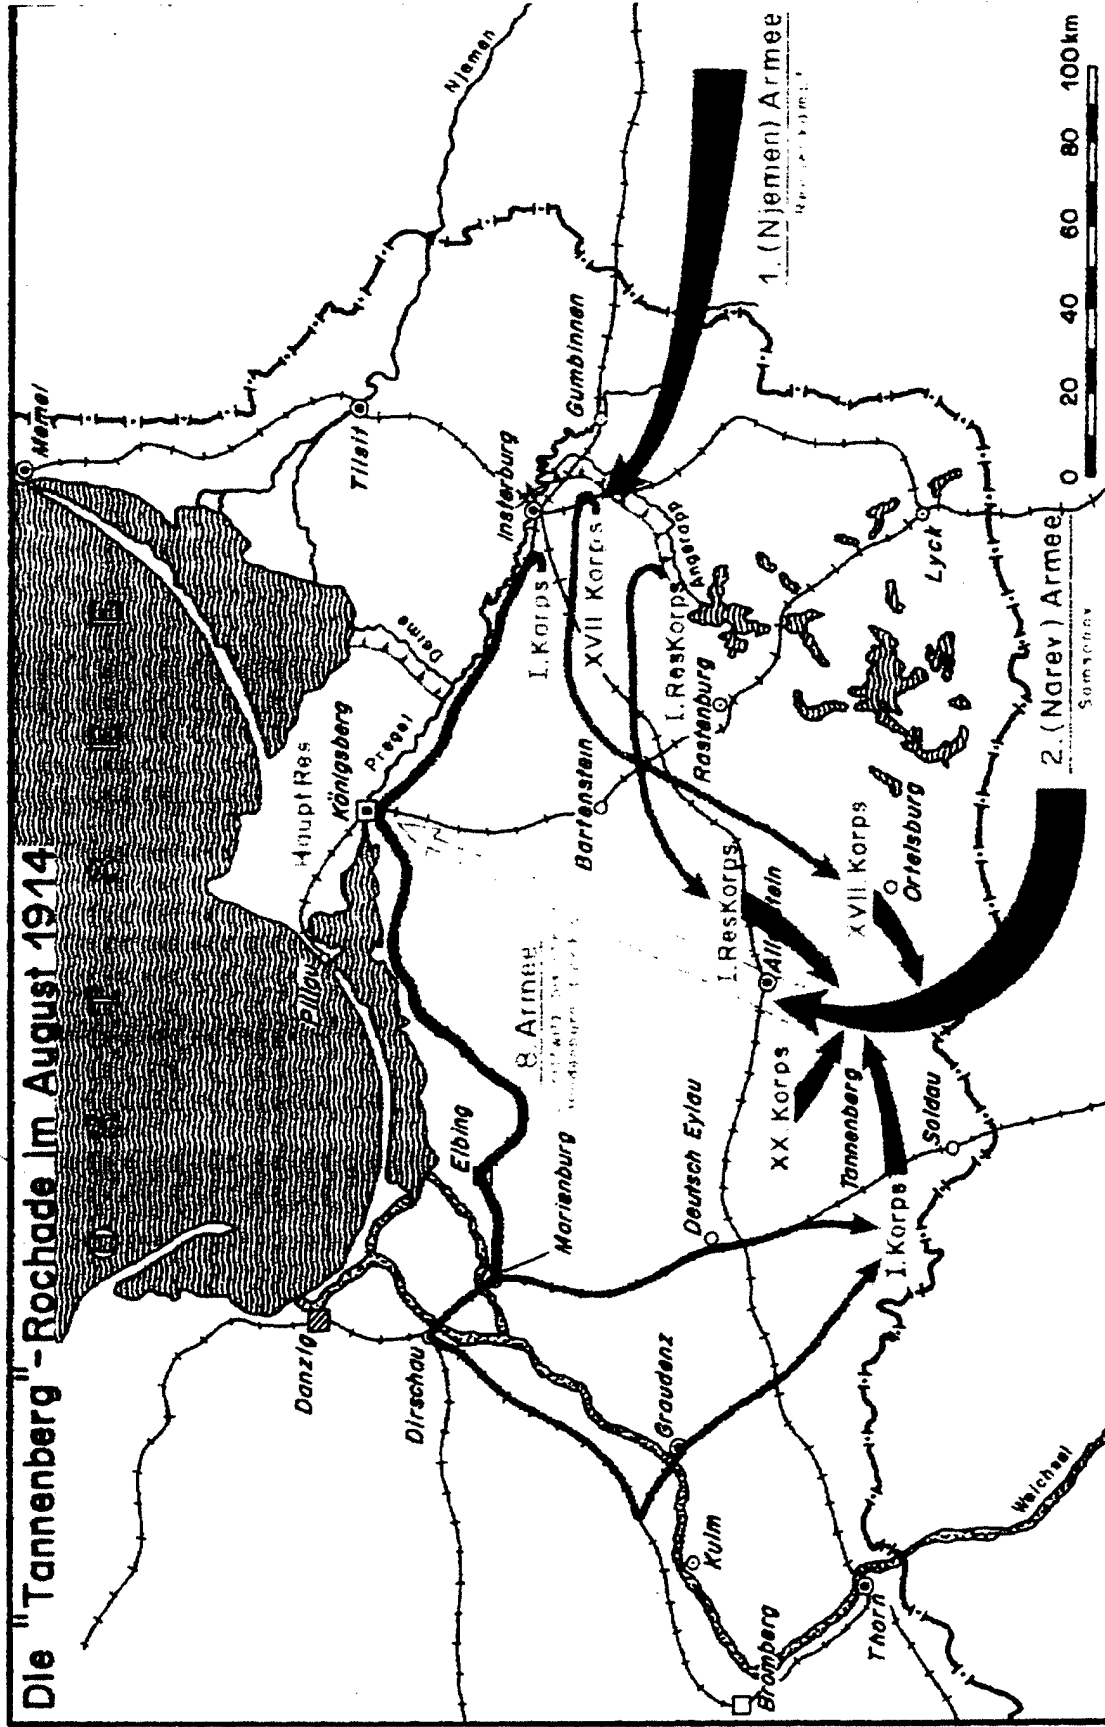 Die "Tannenberg"-Rochade im August 1914
Memel
Njemen
Tilsit
Gumbinnen
Insterburg
1. (Njemen) Armee
Deime
Königsberg
Pregel
Haupt Res
Pillau
I. Korps
XVII Korps
I. ResKorps
Angerapp
Rastenburg
Bartenstein
Lyck
2. (Narev) Armee
8. Armee
Elbing
Marienburg
Danzig
Dirschau
Deutsch Eylau
I. ResKorps
XVII Korps
Ortelsburg
XX Korps
Tannenberg
Soldau
I. Korps
Graudenz
Kulm
Bromberg
Thorn
Weichsel
0 20 40 60 80 100 km